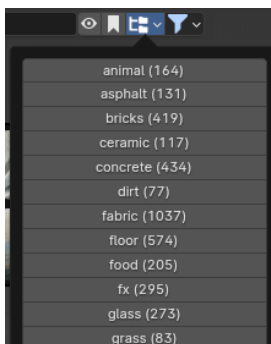 animal (164)
asphalt (131)
bricks (419)
ceramic (117)
concrete (434)
dirt (77)
fabric (1037)
floor (574)
food (205)
fx (295)
glass (273)
grass (83)